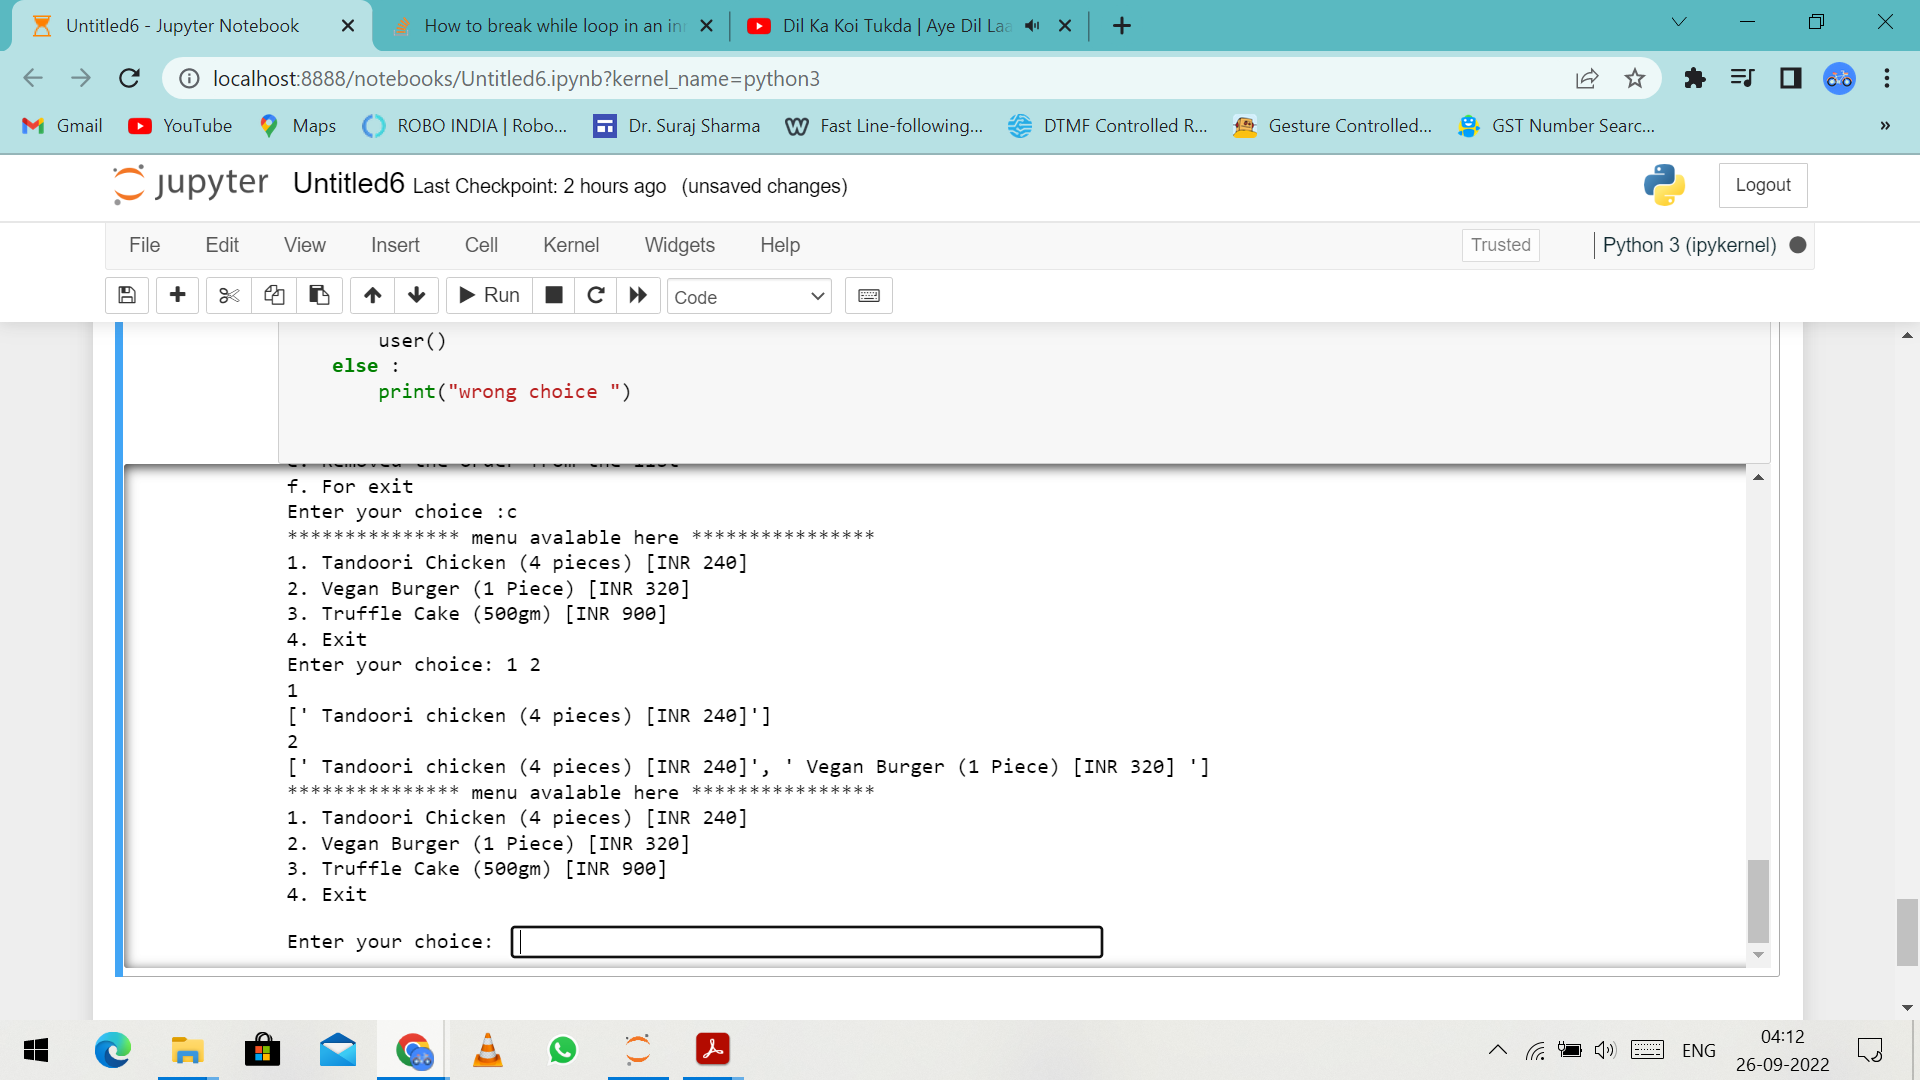 Untitled6 - Jupyter Notebook
How to break while loop in an in
Dil Ka Koi Tukda | Aye Dil Laa
localhost:8888/notebooks/Untitled6.ipynb?kernel_name=python3
Gmail
YouTube
Maps
ROBO INDIA | Robo...
Dr. Suraj Sharma
Fast Line-following...
DTMF Controlled R...
Gesture Controlled...
GST Number Searc...
»
jupyter Untitled6 Last Checkpoint: 2 hours ago (unsaved changes)
Logout
File Edit View Insert Cell Kernel Widgets Help
Trusted
Python 3 (ipykernel)
Run
Code
user()
else :
print("wrong choice ")
e. Removed the order from the list
f. For exit
Enter your choice :c
*************** menu avalable here ****************
1. Tandoori Chicken (4 pieces) [INR 240]
2. Vegan Burger (1 Piece) [INR 320]
3. Truffle Cake (500gm) [INR 900]
4. Exit
Enter your choice: 1 2
1
[' Tandoori chicken (4 pieces) [INR 240]']
2
[' Tandoori chicken (4 pieces) [INR 240]', ' Vegan Burger (1 Piece) [INR 320] ']
*************** menu avalable here ****************
1. Tandoori Chicken (4 pieces) [INR 240]
2. Vegan Burger (1 Piece) [INR 320]
3. Truffle Cake (500gm) [INR 900]
4. Exit
Enter your choice:
ENG
04:12
26-09-2022